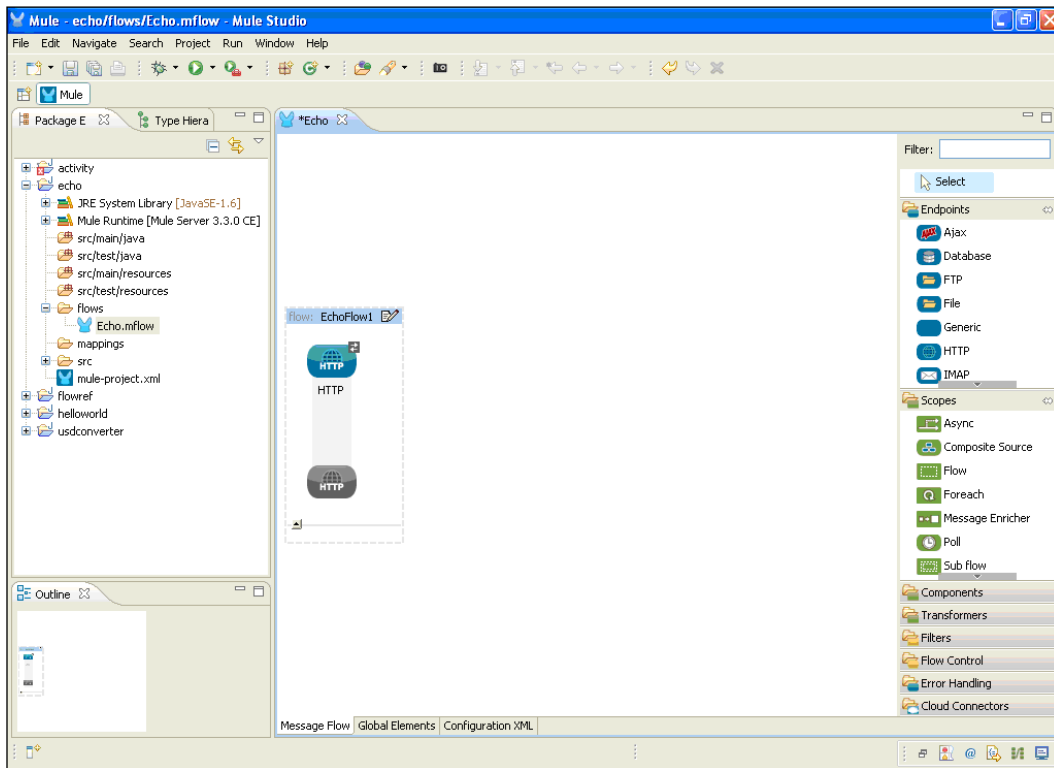 Mule - echo/flows/Echo.mflow - Mule Studio
File Edit Navigate Search Project Run Window Help
Mule
Package E
Type Hiera
*Echo
activity
echo
JRE System Library [JavaSE-1.6]
Mule Runtime [Mule Server 3.3.0 CE]
src/main/java
src/test/java
src/main/resources
src/test/resources
flows
Echo.mflow
mappings
src
mule-project.xml
flowref
helloworld
usdconverter
Outline
flow: EchoFlow1
HTTP
HTTP
HTTP
Message Flow Global Elements Configuration XML
Filter:
Select
Endpoints
Ajax
Database
FTP
File
Generic
HTTP
IMAP
Scopes
Async
Composite Source
Flow
Foreach
Message Enricher
Poll
Sub flow
Components
Transformers
Filters
Flow Control
Error Handling
Cloud Connectors